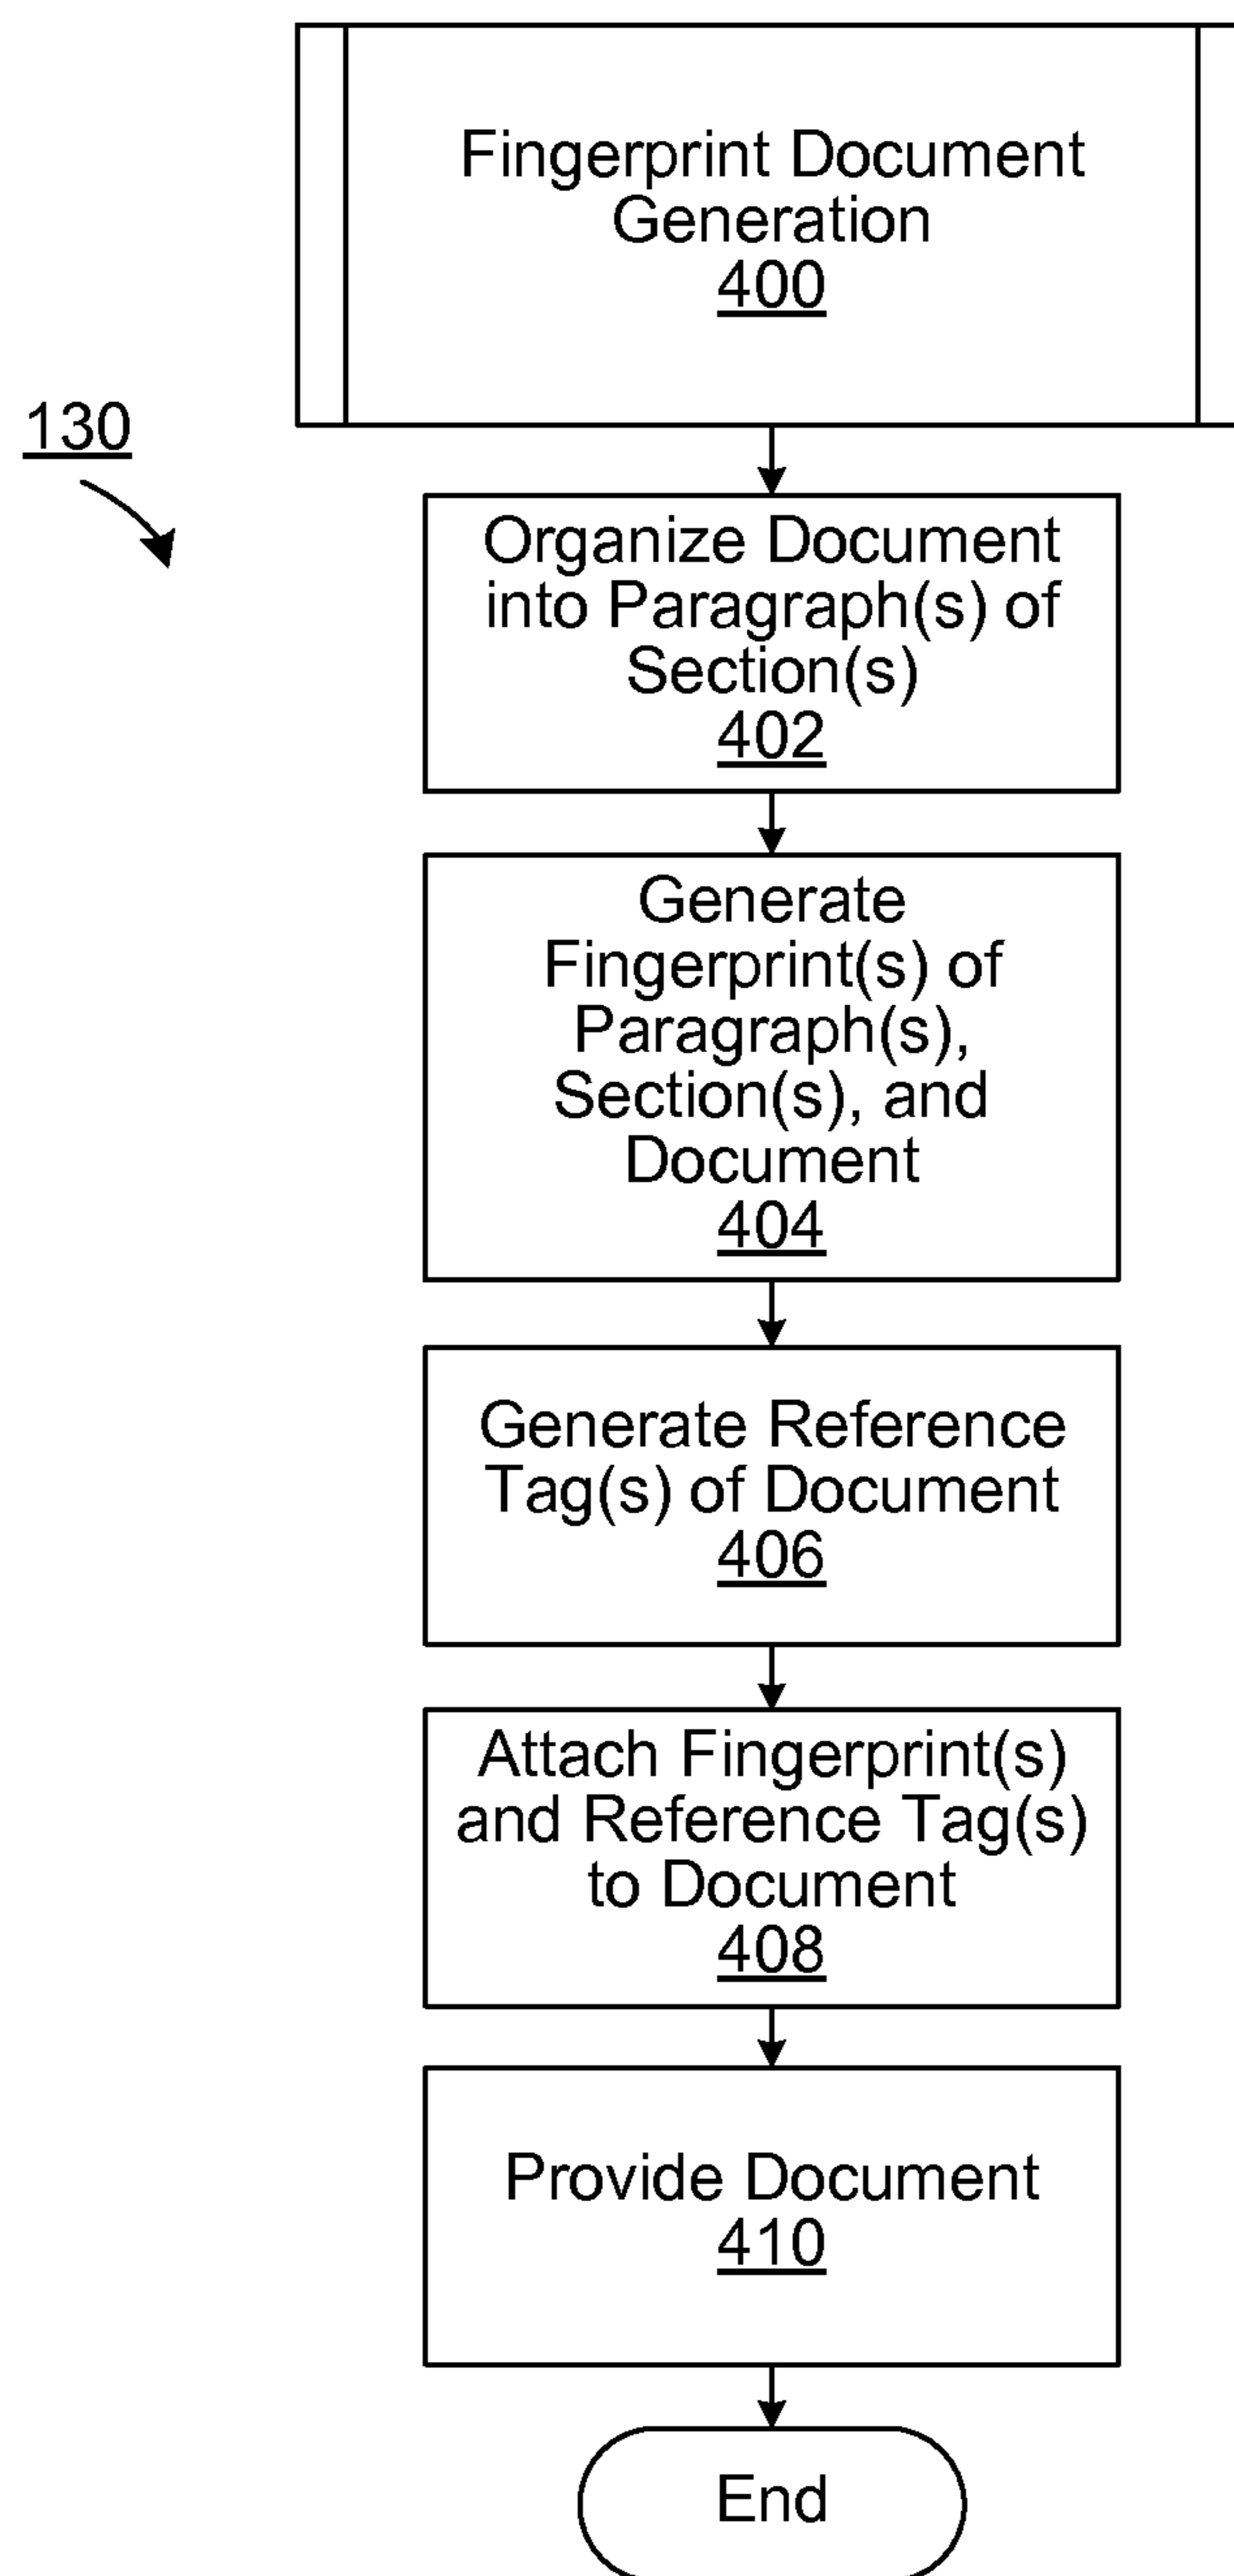 Fingerprint Document
Generation
400
130
Organize Document
into Paragraph(s) of
Section(s)
402
Generate
Fingerprint(s) of
Paragraph(s),
Section(s), and
Document
404
Generate Reference
Tag(s) of Document
406
Attach Fingerprint(s)
and Reference Tag(s)
to Document
408
Provide Document
410
End